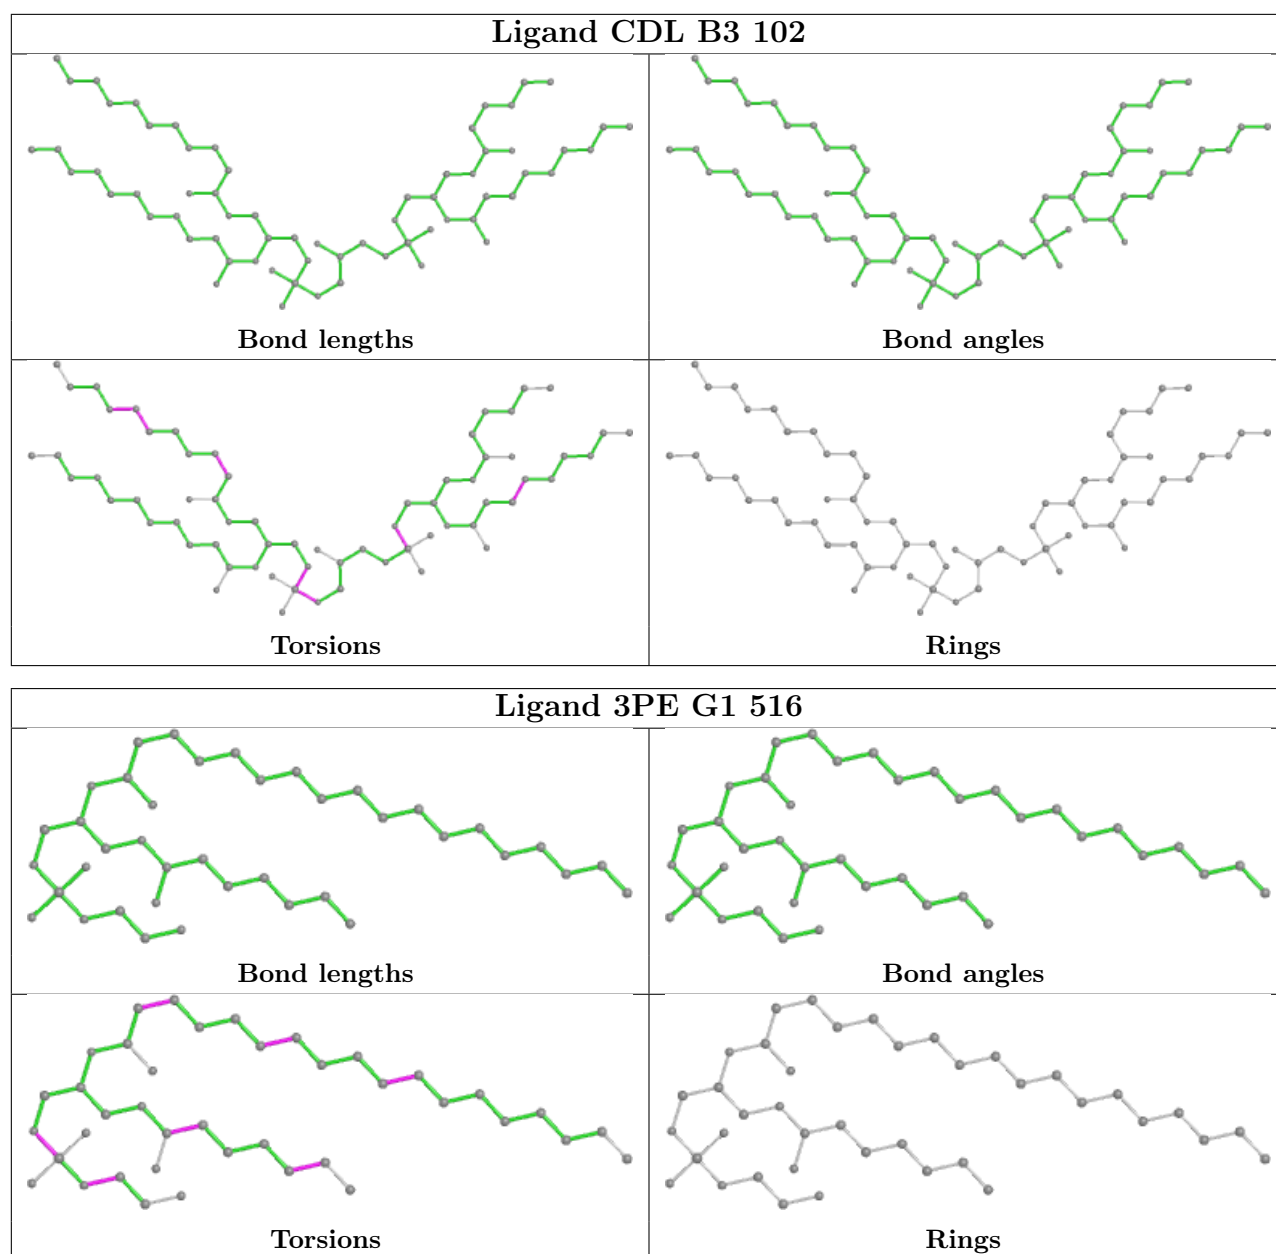 Ligand CDL B3 102
Bond lengths
Bond angles
Torsions
Rings
Ligand 3PE G1 516
Bond lengths
Bond angles
Torsions
Rings